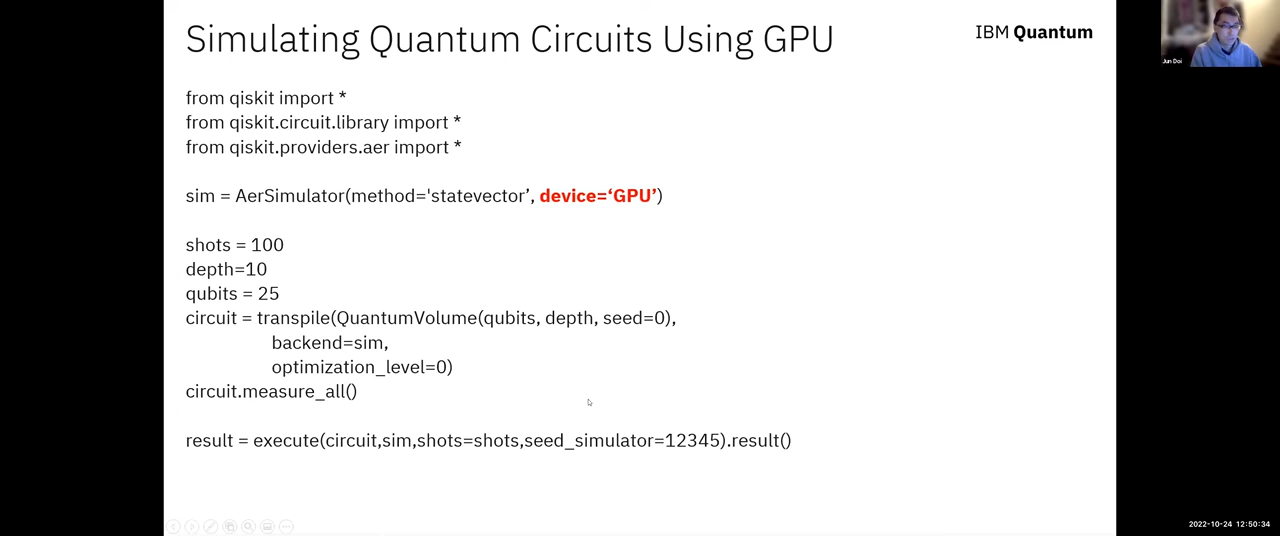 Simulating Quantum Circuits Using GPU
IBM Quantum
Jun Doi
from qiskit import *
from qiskit.circuit.library import *
from qiskit.providers.aer import *
sim = AerSimulator(method='statevector’, device=‘GPU’)
shots = 100
depth=10
qubits = 25
circuit = transpile(QuantumVolume(qubits, depth, seed=0),
backend=sim,
optimization_level=0)
circuit.measure_all()
result = execute(circuit,sim,shots=shots,seed_simulator=12345).result()
2022-10-24 12:50:34